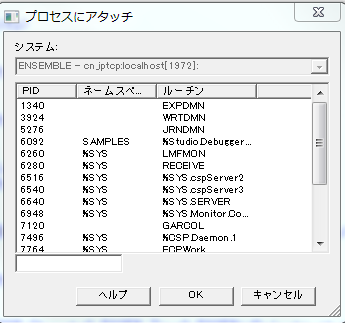 プロセスにアタッチ
システム:
ENSEMBLE - cn_iptcp:localhost[1972]:
PID ネームスペ... ルーチン
1340 EXPDMN
3924 WRTDMN
5276 JRNDMN
6092 SAMPLES %Studio.Debugger...
6260 %SYS LMFMON
6280 %SYS RECEIVE
6516 %SYS %SYS.cspServer2
6540 %SYS %SYS.cspServer3
6640 %SYS %SYS.SERVER
6948 %SYS %SYS.Monitor.Co...
7120 GARCOL
7496 %SYS %CSP.Daemon.1
7764 %SYS ECPWork
ヘルプ OK キャンセル